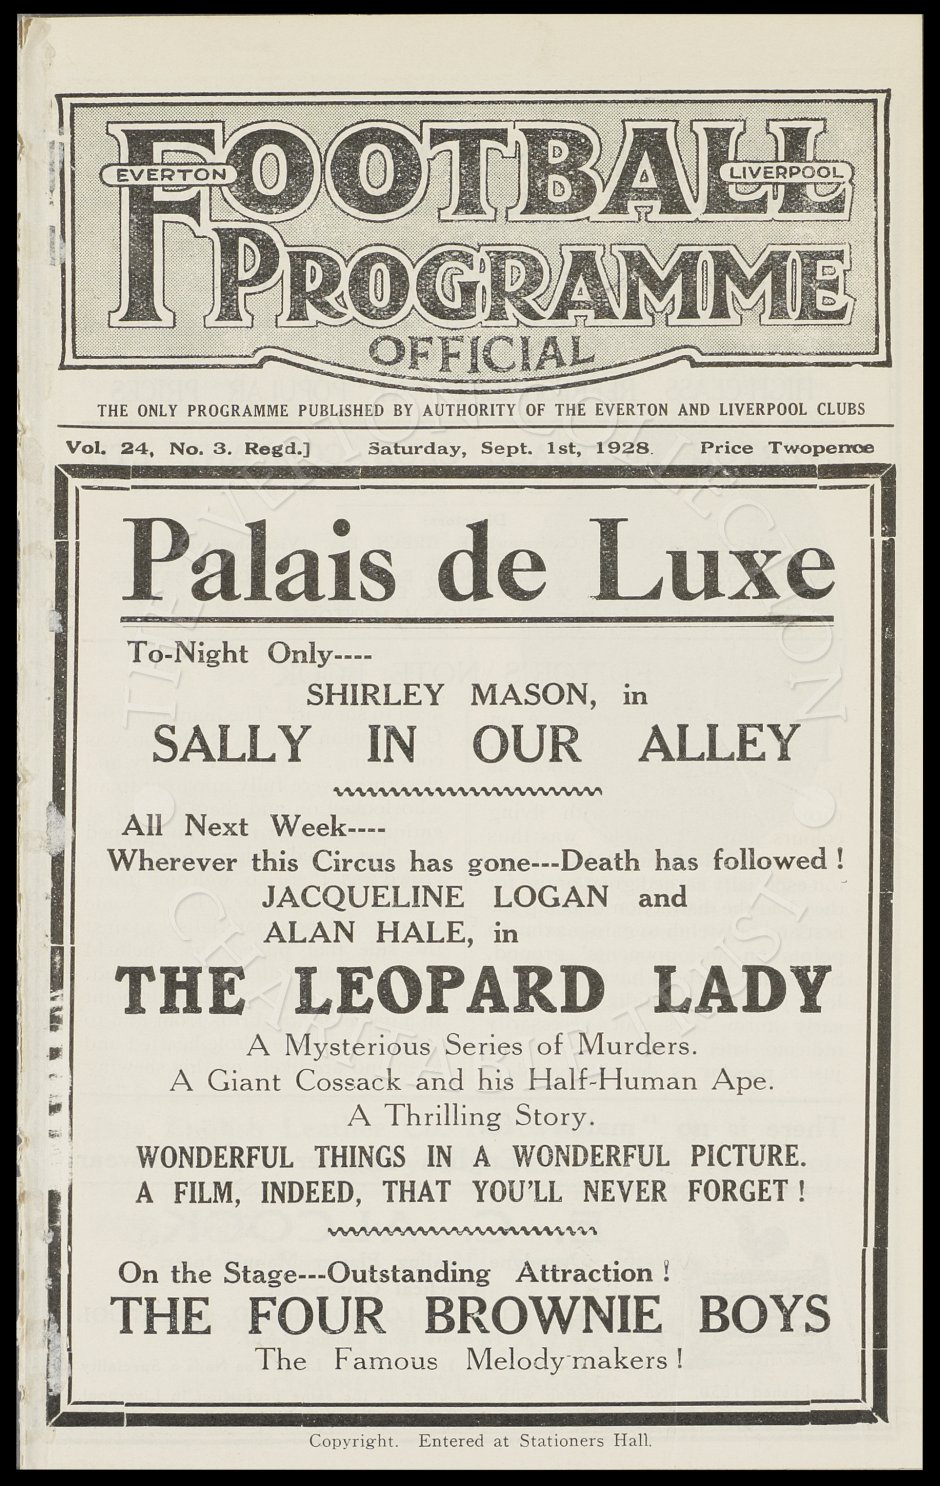 FOOTBALL
EVERTON
LIVERPOOL
PROGRAMME
OFFICIAL
THE ONLY PROGRAMME PUBLISHED BY AUTHORITY OF THE EVERTON AND LIVERPOOL CLUBS
Vol. 24, No. 3. Regd.] Saturday, Sept. 1st, 1928. Price Twopence
Palais de Luxe
To-Night Only----
SHIRLEY MASON, in
SALLY IN OUR ALLEY
All Next Week----
Wherever this Circus has gone---Death has followed !
JACQUELINE LOGAN and
ALAN HALE, in
THE LEOPARD LADY
A Mysterious Series of Murders.
A Giant Cossack and his Half-Human Ape.
A Thrilling Story.
WONDERFUL THINGS IN A WONDERFUL PICTURE.
A FILM, INDEED, THAT YOU'LL NEVER FORGET !
On the Stage---Outstanding Attraction !
THE FOUR BROWNIE BOYS
The Famous Melody-makers !
Copyright. Entered at Stationers Hall.
THE EVERTON COLLECTION
CHARITABLE TRUST